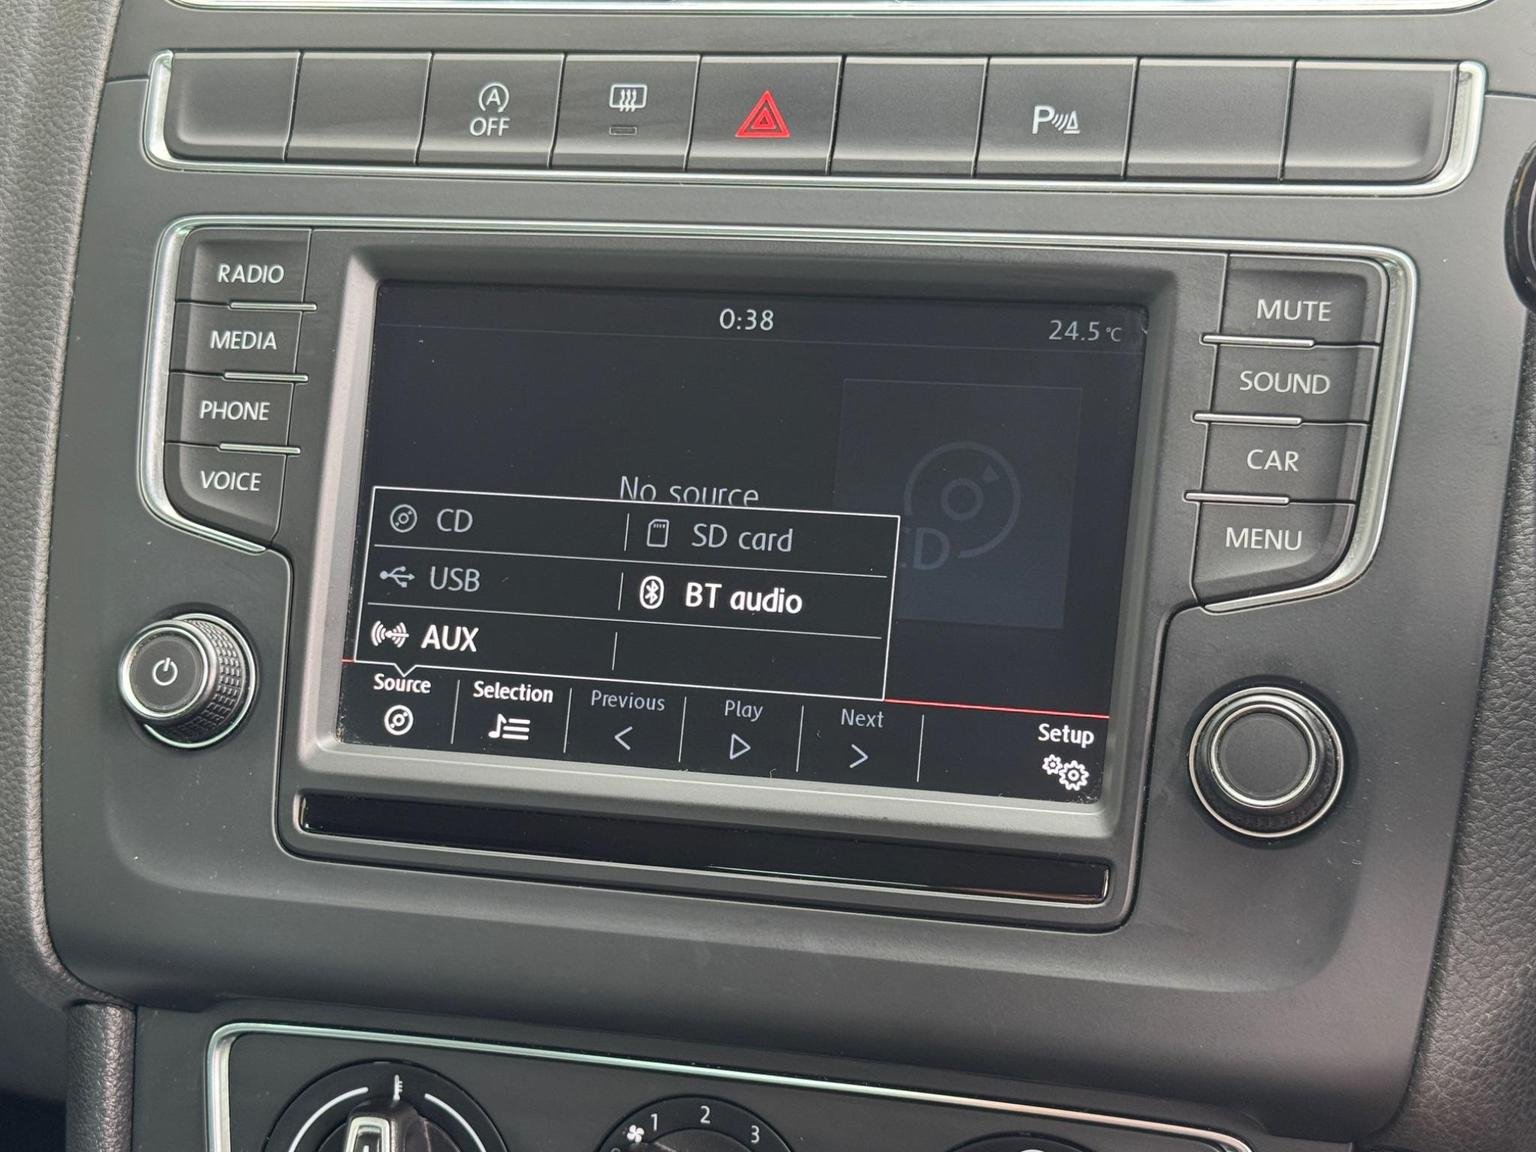 A
OFF
P
RADIO
MEDIA
PHONE
VOICE
0:38
24.5 °C
No source
CD
SD card
USB
BT audio
AUX
Source
Selection
Previous
Play
Next
Setup
MUTE
SOUND
CAR
MENU
1
2
3